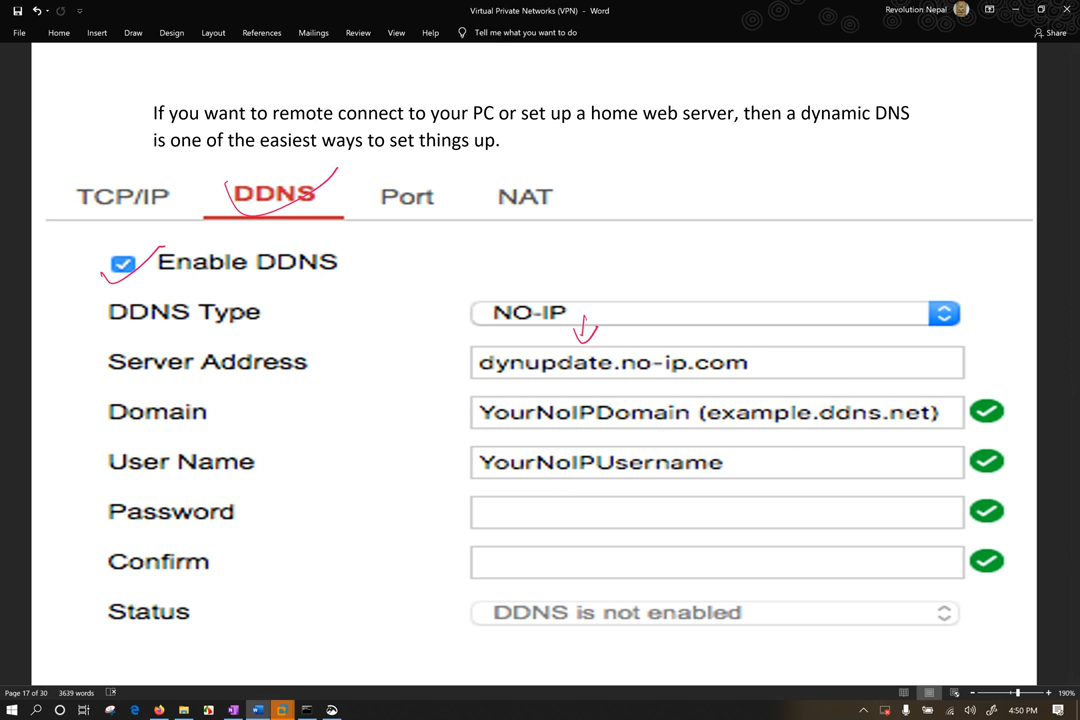 Virtual Private Networks (VPN) - Word
Revolution Nepal
File Home Insert Draw Design Layout References Mailings Review View Help Tell me what you want to do Share
If you want to remote connect to your PC or set up a home web server, then a dynamic DNS
is one of the easiest ways to set things up.
TCP/IP DDNS Port NAT
Enable DDNS
DDNS Type NO-IP
Server Address dynupdate.no-ip.com
Domain YourNoIPDomain (example.ddns.net)
User Name YourNoIPUsername
Password
Confirm
Status DDNS is not enabled
Page 17 of 30 3639 words 190%
4:50 PM